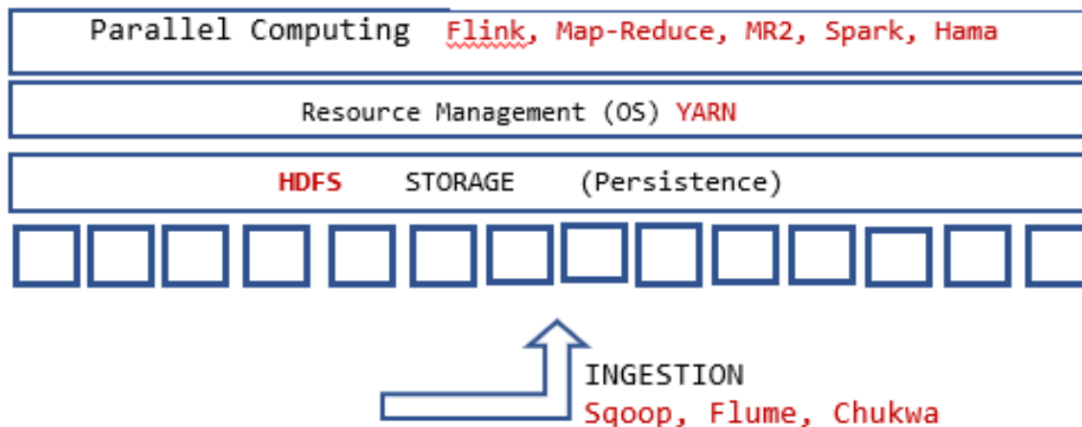 Parallel Computing Flink, Map-Reduce, MR2, Spark, Hama
Resource Management (OS) YARN
HDFS STORAGE (Persistence)
INGESTION
Sqoop, Flume, Chukwa